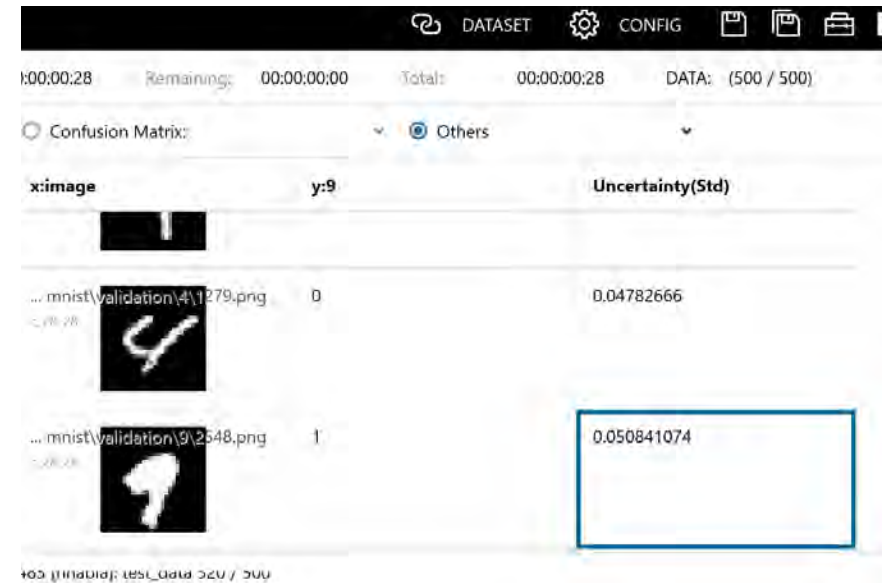 DATASET CONFIG
:00:00:28 Remaining: 00:00:00:00 Total: 00:00:00:28 DATA: (500 / 500)
Confusion Matrix: Others
x:image y:9 Uncertainty(Std)
... mnist\validation\4\1279.png 0 0.04782666
... mnist\validation\9\2648.png 1 0.050841074